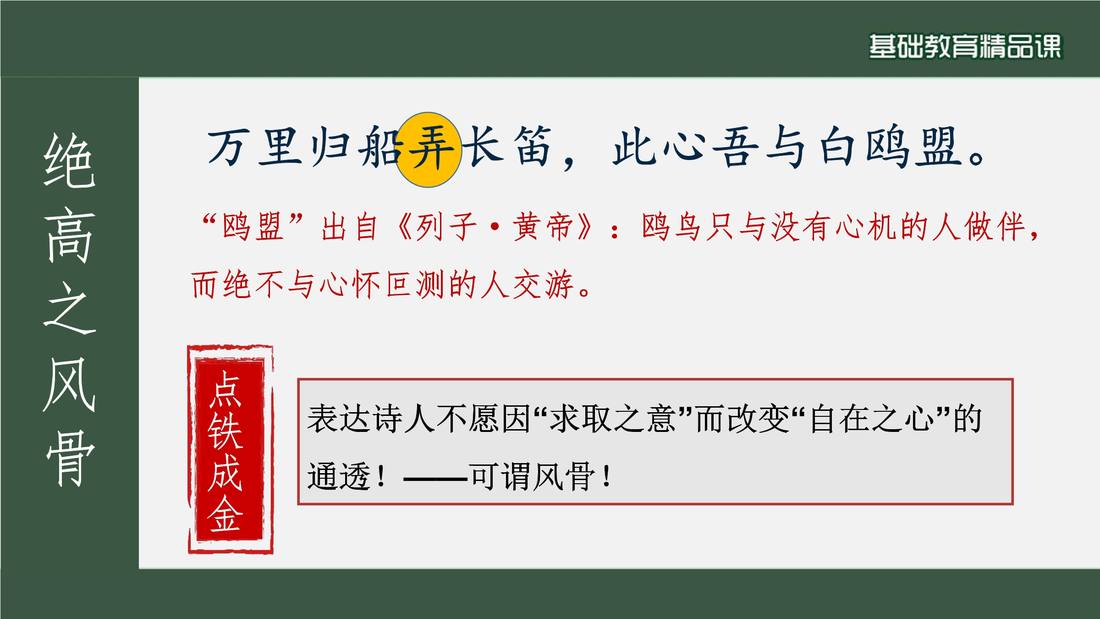 基础教育精品课
绝高之风骨
万里归船弄长笛，此心吾与白鸥盟。
“鸥盟”出自《列子·黄帝》：鸥鸟只与没有心机的人做伴，
而绝不与心怀叵测的人交游。
点铁成金
表达诗人不愿因“求取之意”而改变“自在之心”的
通透！——可谓风骨！